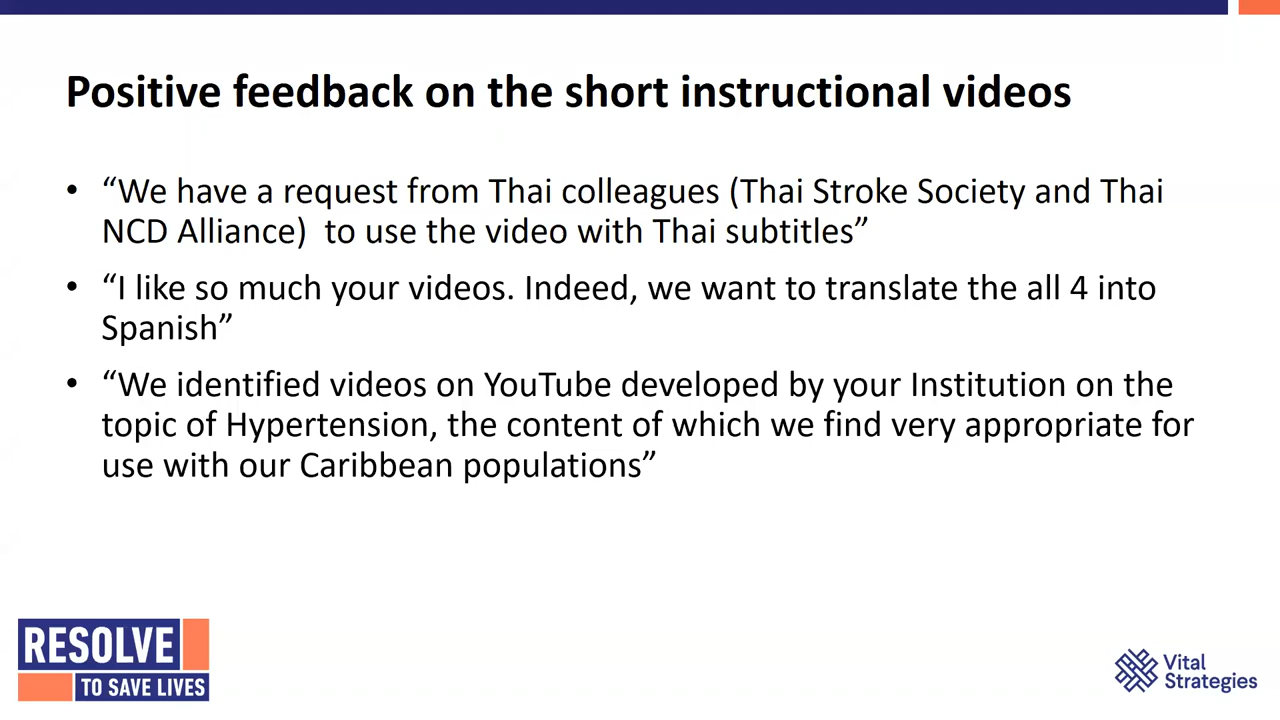 Positive feedback on the short instructional videos
• “We have a request from Thai colleagues (Thai Stroke Society and Thai
NCD Alliance)  to use the video with Thai subtitles”
• “I like so much your videos. Indeed, we want to translate the all 4 into
Spanish”
• “We identified videos on YouTube developed by your Institution on the
topic of Hypertension, the content of which we find very appropriate for
use with our Caribbean populations”
RESOLVE
TO SAVE LIVES
Vital
Strategies